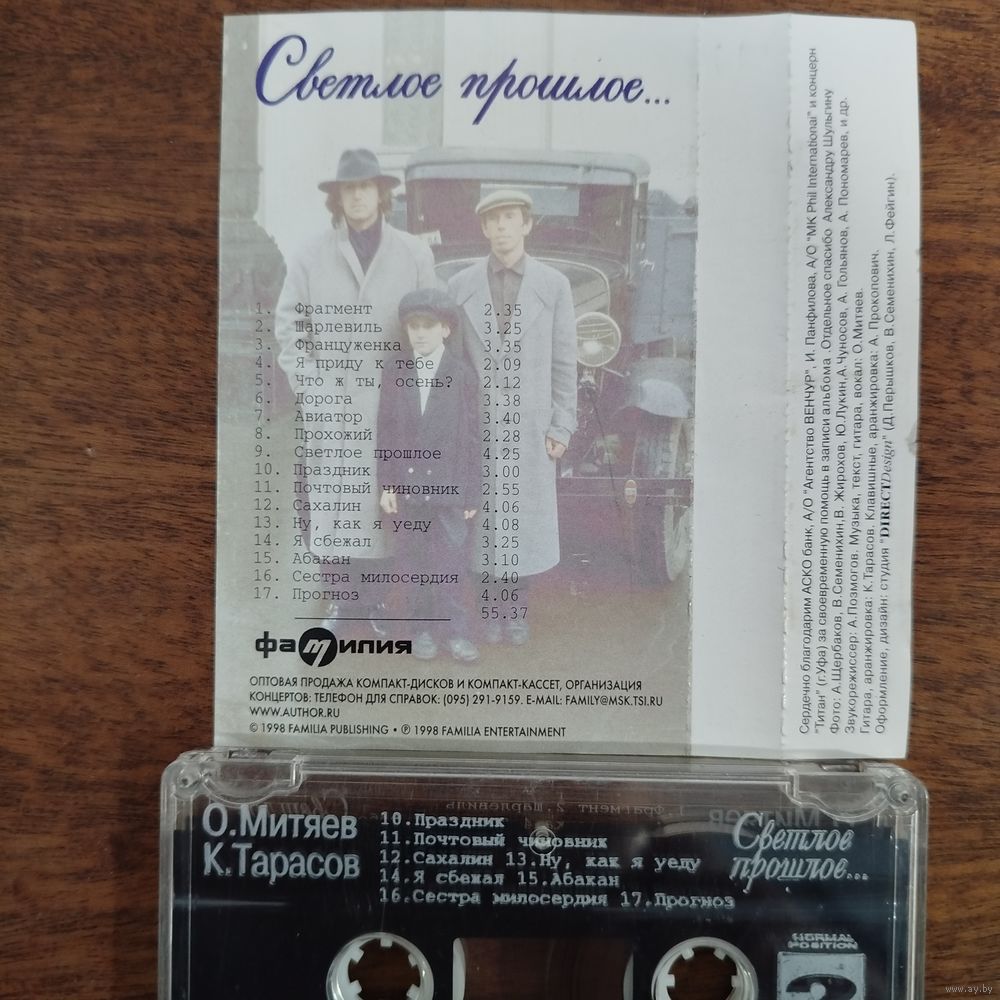 Светлое прошлое...
1. Фрагмент 2.35
2. Шарлевиль 3.25
3. Француженка 3.35
4. Я приду к тебе 2.09
5. Что ж ты, осень? 2.12
6. Дорога 3.38
7. Авиатор 3.40
8. Прохожий 2.28
9. Светлое прошлое 4.25
10. Праздник 3.00
11. Почтовый чиновник 2.55
12. Сахалин 4.06
13. Ну, как я уеду 4.08
14. Я сбежал 3.25
15. Абакан 3.10
16. Сестра милосердия 2.40
17. Прогноз 4.06
55.37
фамилия
ОПТОВАЯ ПРОДАЖА КОМПАКТ-ДИСКОВ И КОМПАКТ-КАССЕТ, ОРГАНИЗАЦИЯ
КОНЦЕРТОВ: ТЕЛЕФОН ДЛЯ СПРАВОК: (095) 291-9159. E-MAIL: FAMILY@MSK.TSI.RU
WWW.AUTHOR.RU
© 1998 FAMILIA PUBLISHING • ℗ 1998 FAMILIA ENTERTAINMENT
Сердечно благодарим АСКО банк, А/О "Агентство ВЕНЧУР", И. Панфилова, А/О "MK Phil International" и концерн
"Титан" (г.Уфа) за своевременную помощь в записи альбома. Отдельное спасибо Александру Шульгину
Фото: А.Щербаков, В.Семенихин, В. Жирохов, Ю.Лукин, А.Чуносов, А. Гольянов, А. Пономарев, и др.
Звукорежиссер: А.Позмогов. Музыка, текст, гитара, вокал: О.Митяев.
Гитара, аранжировка: К.Тарасов. Клавишные, аранжировка: А. Прокопович.
Оформление, дизайн: студия "DIRECTDesign" (Д.Перышков, В.Семенихин, Л.Фейгин).
О.Митяев
К.Тарасов
10.Праздник
11.Почтовый чиновник
12.Сахалин 13.Ну, как я уеду
14.Я сбежал 15.Абакан
16.Сестра милосердия 17.Прогноз
Светлое
прошлое...
NORMAL
POSITION
2
www.ay.by